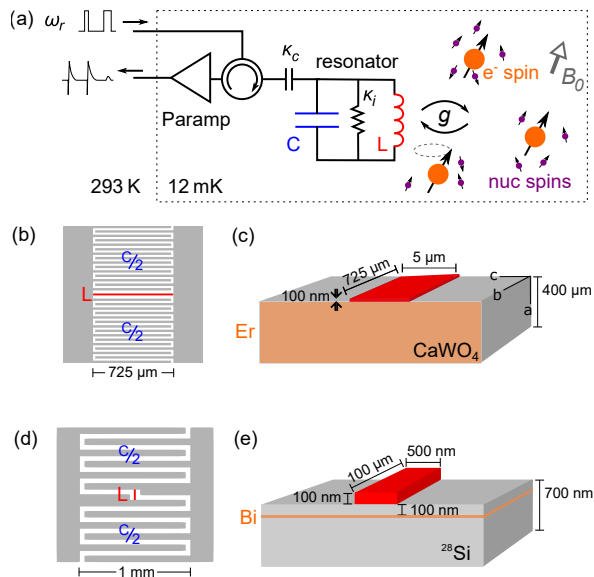 (a)
ω_r
κ_c
resonator
e⁻ spin
B_0
Paramp
κ_i
C
L
g
293 K
12 mK
nuc spins
(b)
C/2
L
C/2
725 µm
(c)
725 µm
5 µm
100 nm
c
b
a
400 µm
Er
CaWO₄
(d)
C/2
L
C/2
1 mm
(e)
500 nm
100 µm
100 nm
100 nm
700 nm
Bi
²⁸Si